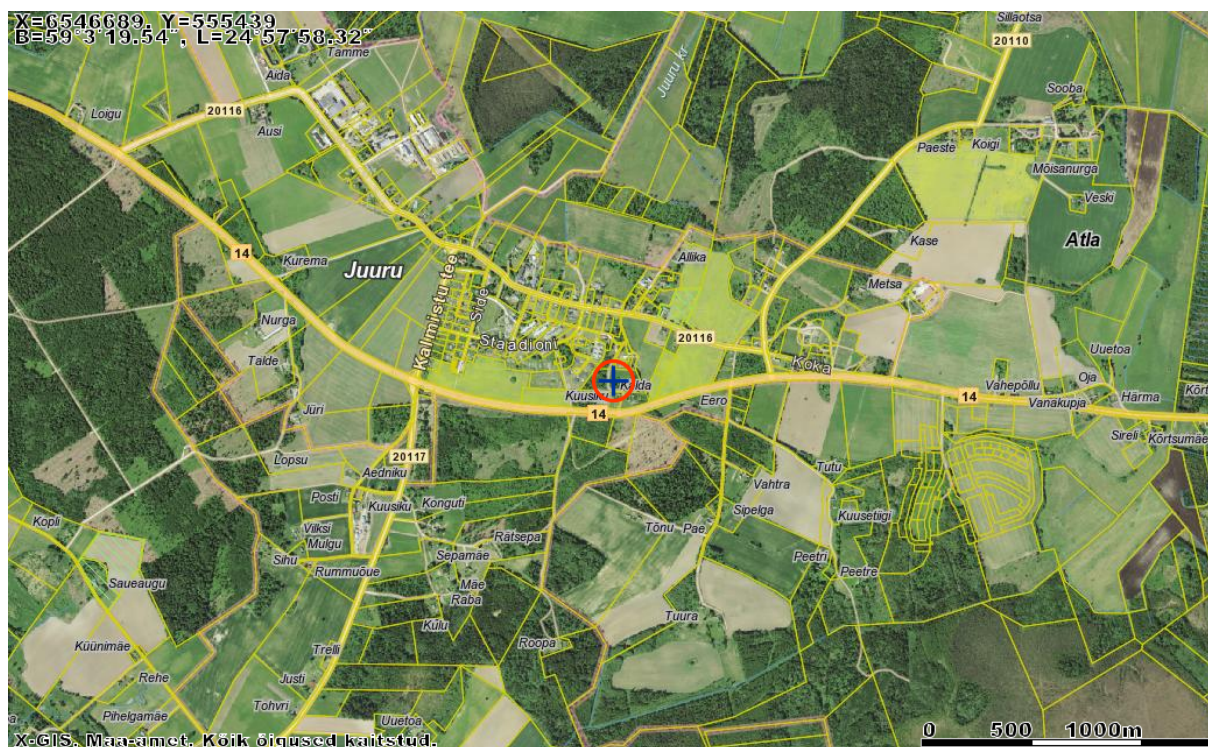 X=6546689, Y=555439
B=59°3'19.54", L=24°57'58.32"
Sillaotsa
20110
Tamme
Aida
Juuru kr
Sooba
Loigu
20116
Ausi
Paeste
Koigi
Mõisanurga
Veski
Kase
Atla
14
Kurema
Juuru
Kalmistu tee
Side
Allika
Metsa
Nurga
Talde
Staadioni
20116
Koka
Uuetoa
Oja
Vahepõllu
Härma
Kuusiku
Kelda
Eero
14
14
Vanakupja
Jüri
Sireli
Kõrtsumäe
Lopsu
20117
Aedniku
Tutu
Vahtra
Posti
Kuusiku
Konguti
Sipelga
Kuusetiigi
Kopli
Vilksi
Mulgu
Rätsepa
Tõnu
Pae
Sihu
Sepamäe
Peetri
Peetre
Saueaugu
Rummuõue
Mäe
Raba
Külu
Tuura
Küünimäe
Roopa
Trelli
Rehe
Justi
Tohvri
Pihelgamäe
Uuetoa
0 500 1000m
X-GIS. Maa-amet. Kõik õigused kaitstud.